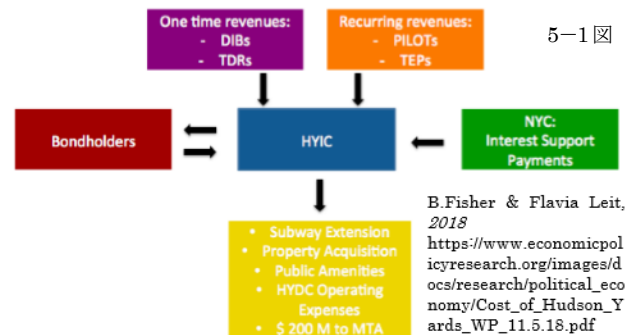 One time revenues:
- DIBs
- TDRs
Recurring revenues:
- PILOTs
- TEPs
5－1図
Bondholders
HYIC
NYC:
Interest Support
Payments
• Subway Extension
• Property Acquisition
• Public Amenities
• HYDC Operating
Expenses
• $ 200 M to MTA
B.Fisher & Flavia Leit,
2018
https://www.economicpol
icyresearch.org/images/d
ocs/research/political_eco
nomy/Cost_of_Hudson_Y
ards_WP_11.5.18.pdf